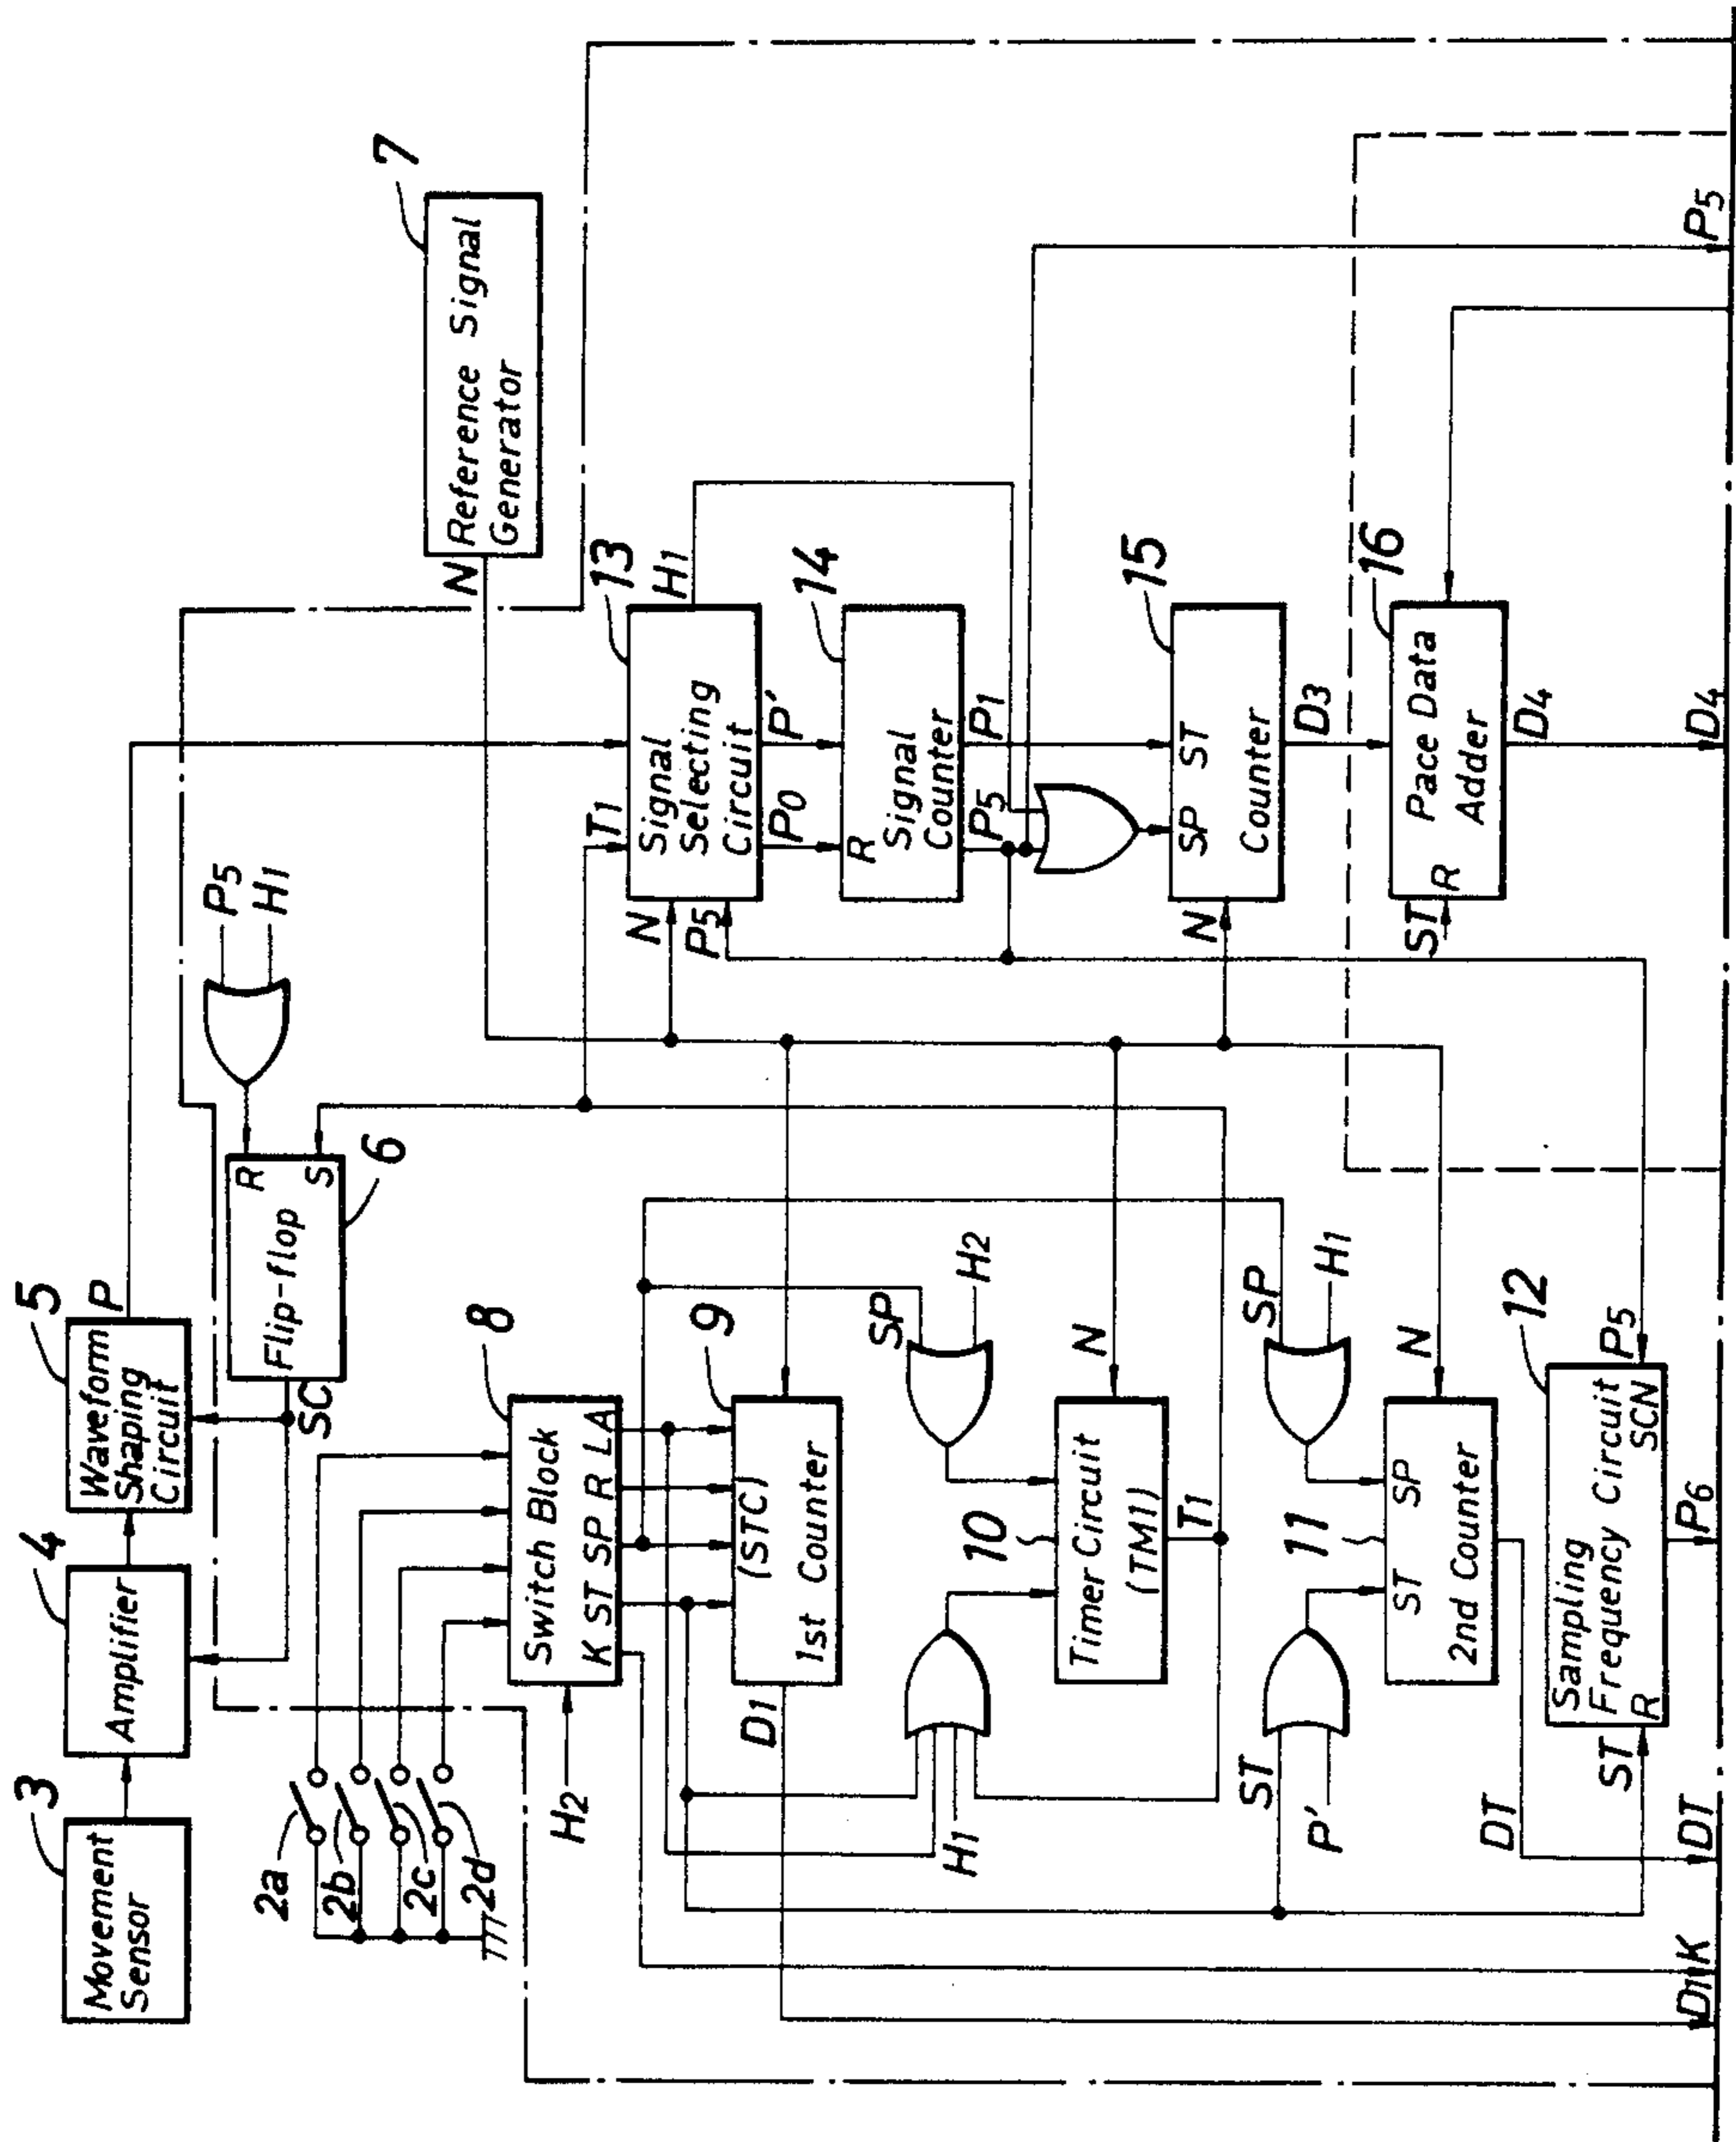 3
Movement
Sensor
4
Amplifier
5
Waveform
Shaping
Circuit
P
SC
Flip-flop
R
S
6
P5
H1
7
Reference Signal
Generator
N
2a
2b
2c
2d
H2
8
Switch Block
K ST SP R LA
9
(STC)
1st Counter
D1
SP
H2
H1
10
Timer Circuit
(TM1)
N
T1
ST
P'
SP
H1
11
ST
SP
2nd Counter
N
DT
12
Sampling
Frequency Circuit
R
SCN
ST
P5
P6
13
T1
Signal
Selecting
Circuit
N
P5
H1
P0
P'
14
R
Signal
Counter
P5
P1
15
SP ST
Counter
N
D3
16
Pace Data
Adder
R
ST
D4
D1
K
DT
D4
P5